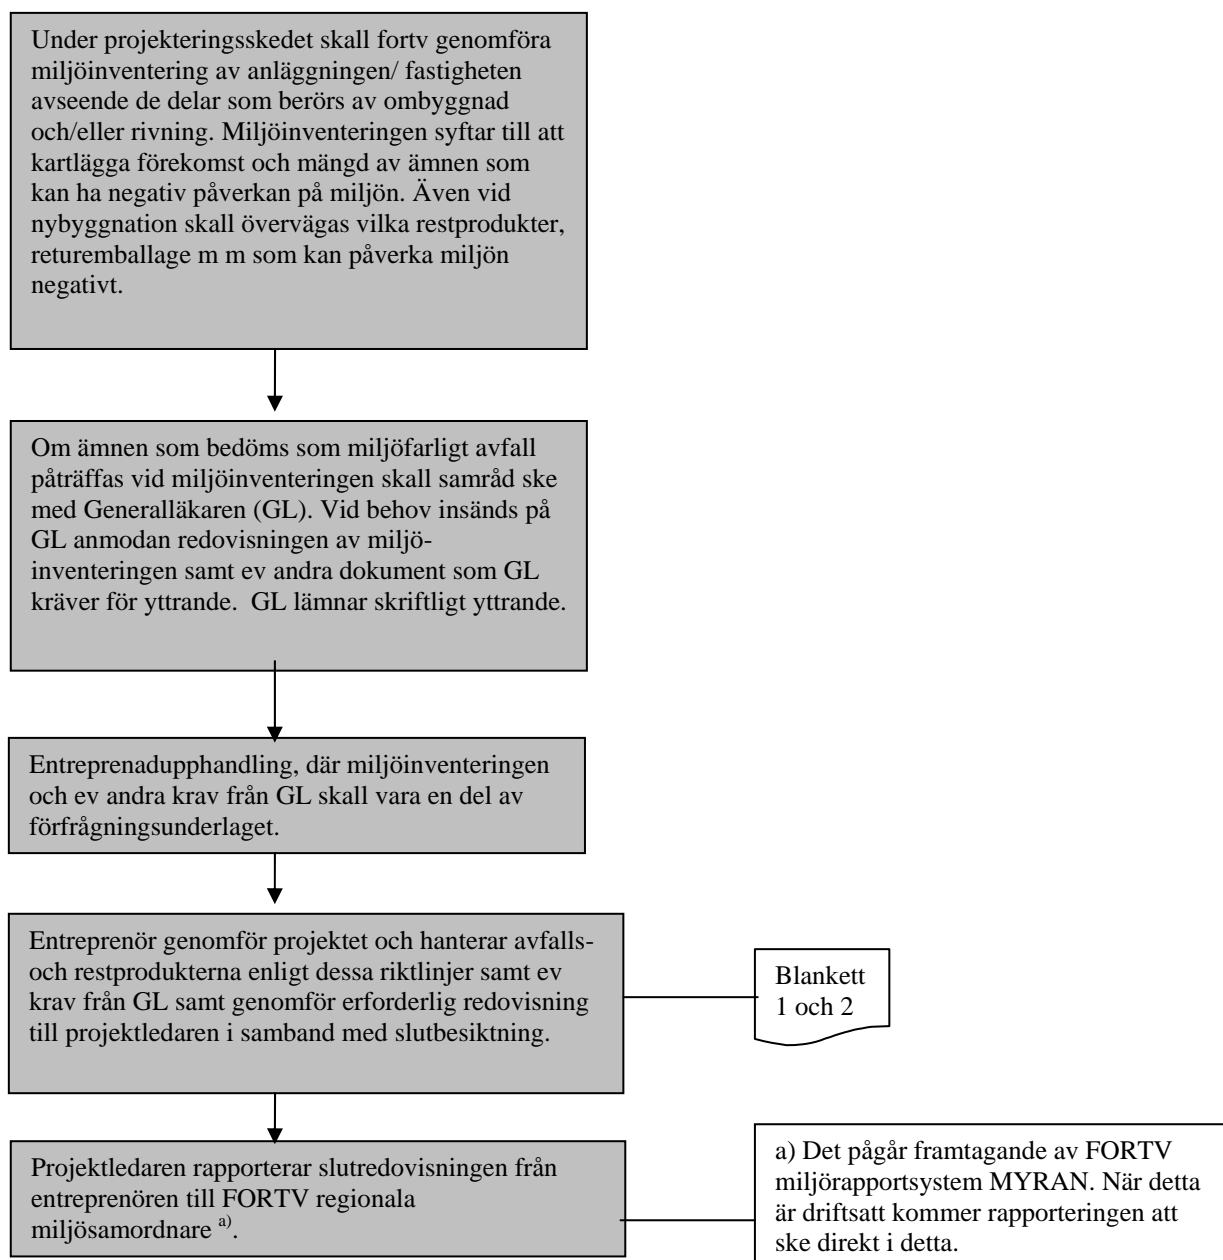 Under projekteringsskedet skall fortv genomföra
miljöinventering av anläggningen/ fastigheten
avseende de delar som berörs av ombyggnad
och/eller rivning. Miljöinventeringen syftar till att
kartlägga förekomst och mängd av ämnen som
kan ha negativ påverkan på miljön. Även vid
nybyggnation skall övervägas vilka restprodukter,
returemballage m m som kan påverka miljön
negativt.
Om ämnen som bedöms som miljöfarligt avfall
påträffas vid miljöinventeringen skall samråd ske
med Generalläkaren (GL). Vid behov insänds på
GL anmodan redovisningen av miljö-
inventeringen samt ev andra dokument som GL
kräver för yttrande.  GL lämnar skriftligt yttrande.
Entreprenadupphandling, där miljöinventeringen
och ev andra krav från GL skall vara en del av
förfrågningsunderlaget.
Entreprenör genomför projektet och hanterar avfalls-
och restprodukterna enligt dessa riktlinjer samt ev
krav från GL samt genomför erforderlig redovisning
till projektledaren i samband med slutbesiktning.
Blankett
1 och 2
Projektledaren rapporterar slutredovisningen från
entreprenören till FORTV regionala
miljösamordnare a).
a) Det pågår framtagande av FORTV
miljörapportsystem MYRAN. När detta
är driftsatt kommer rapporteringen att
ske direkt i detta.